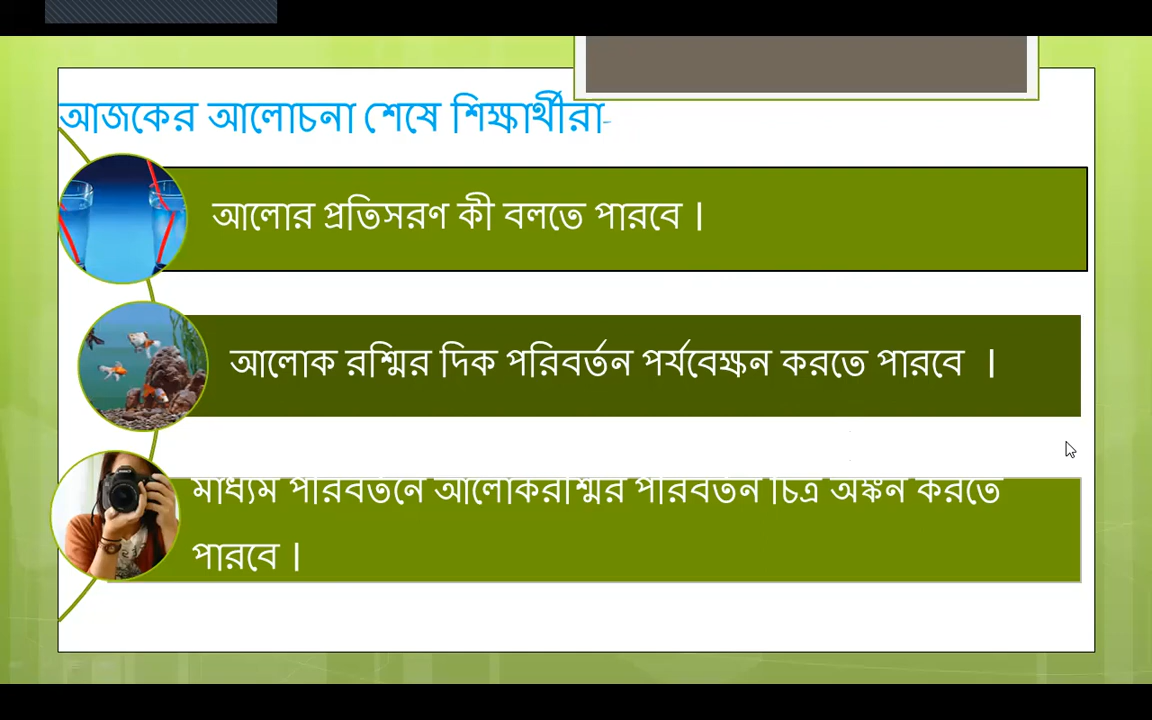 আজকের আলোচনা শেষে শিক্ষার্থীরা-
আলোর প্রতিসরণ কী বলতে পারবে ।
আলোক রশ্মির দিক পরিবর্তন পর্যবেক্ষন করতে পারবে ।
মাধ্যম পরিবর্তনে আলোকরশ্মির পরিবর্তন চিত্র অঙ্কন করতে
পারবে ।